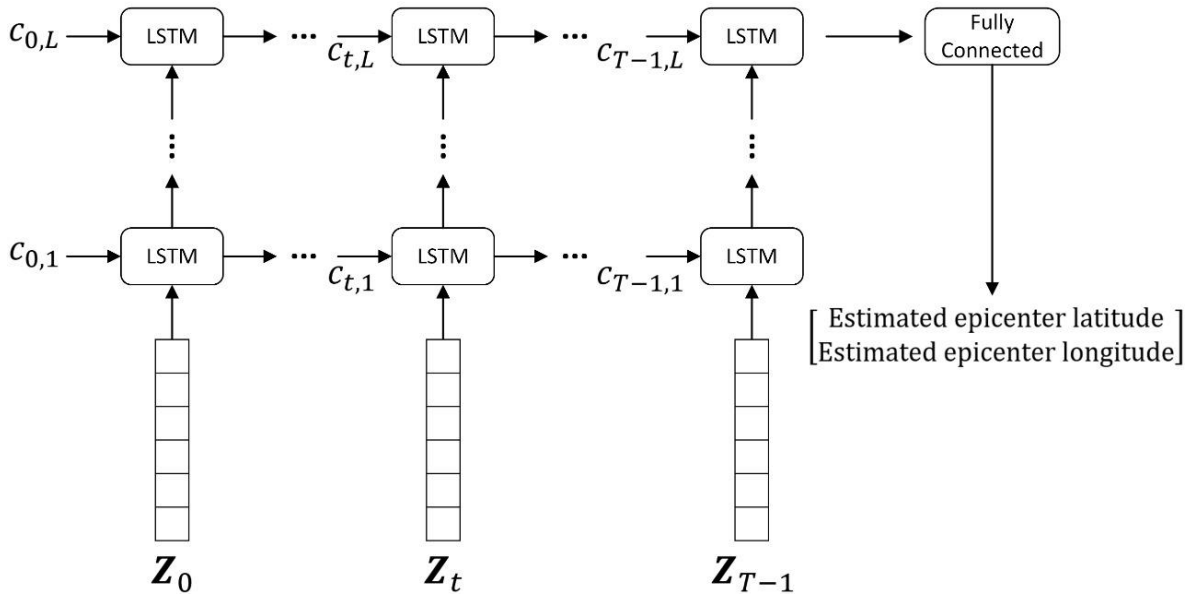 c_{0,L} LSTM ... c_{t,L} LSTM ... c_{T−1,L} LSTM Fully Connected
⋮ ⋮ ⋮
c_{0,1} LSTM ... c_{t,1} LSTM ... c_{T−1,1} LSTM
[Estimated epicenter latitude
Estimated epicenter longitude]
Z_0 Z_t Z_{T−1}